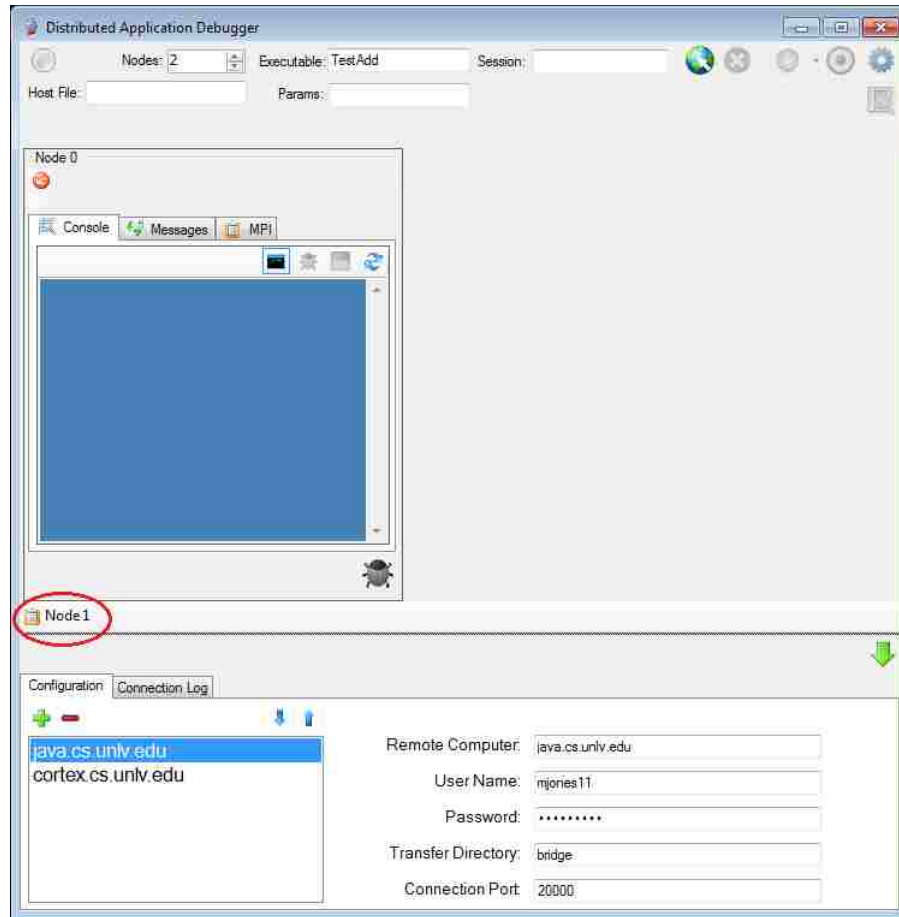 Distributed Application Debugger
Nodes: 2 Executable: TestAdd Session:
Host File: Params:
Node 0
Console Messages MPI
Node1
Configuration Connection Log
java.cs.unlv.edu
cortex.cs.unlv.edu
Remote Computer: java.cs.unlv.edu
User Name: mjones11
Password: •••••••••
Transfer Directory: bridge
Connection Port: 20000